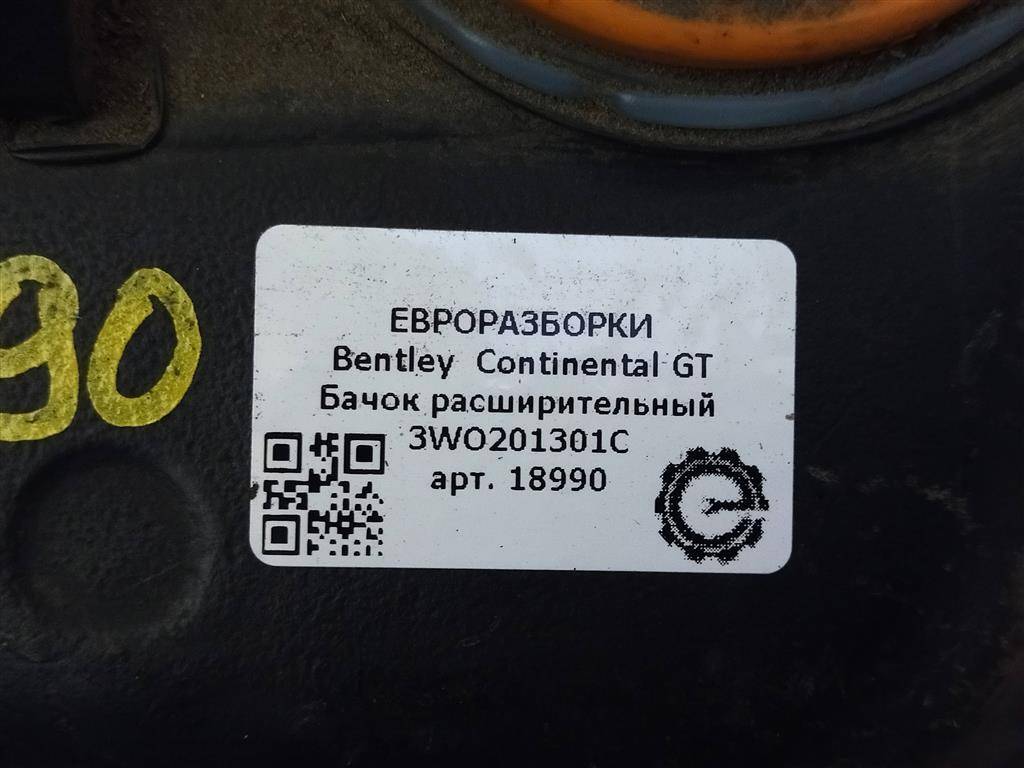 90
ЕВРОРАЗБОРКИ
Bentley Continental GT
Бачок расширительный
3WO201301C
арт. 18990